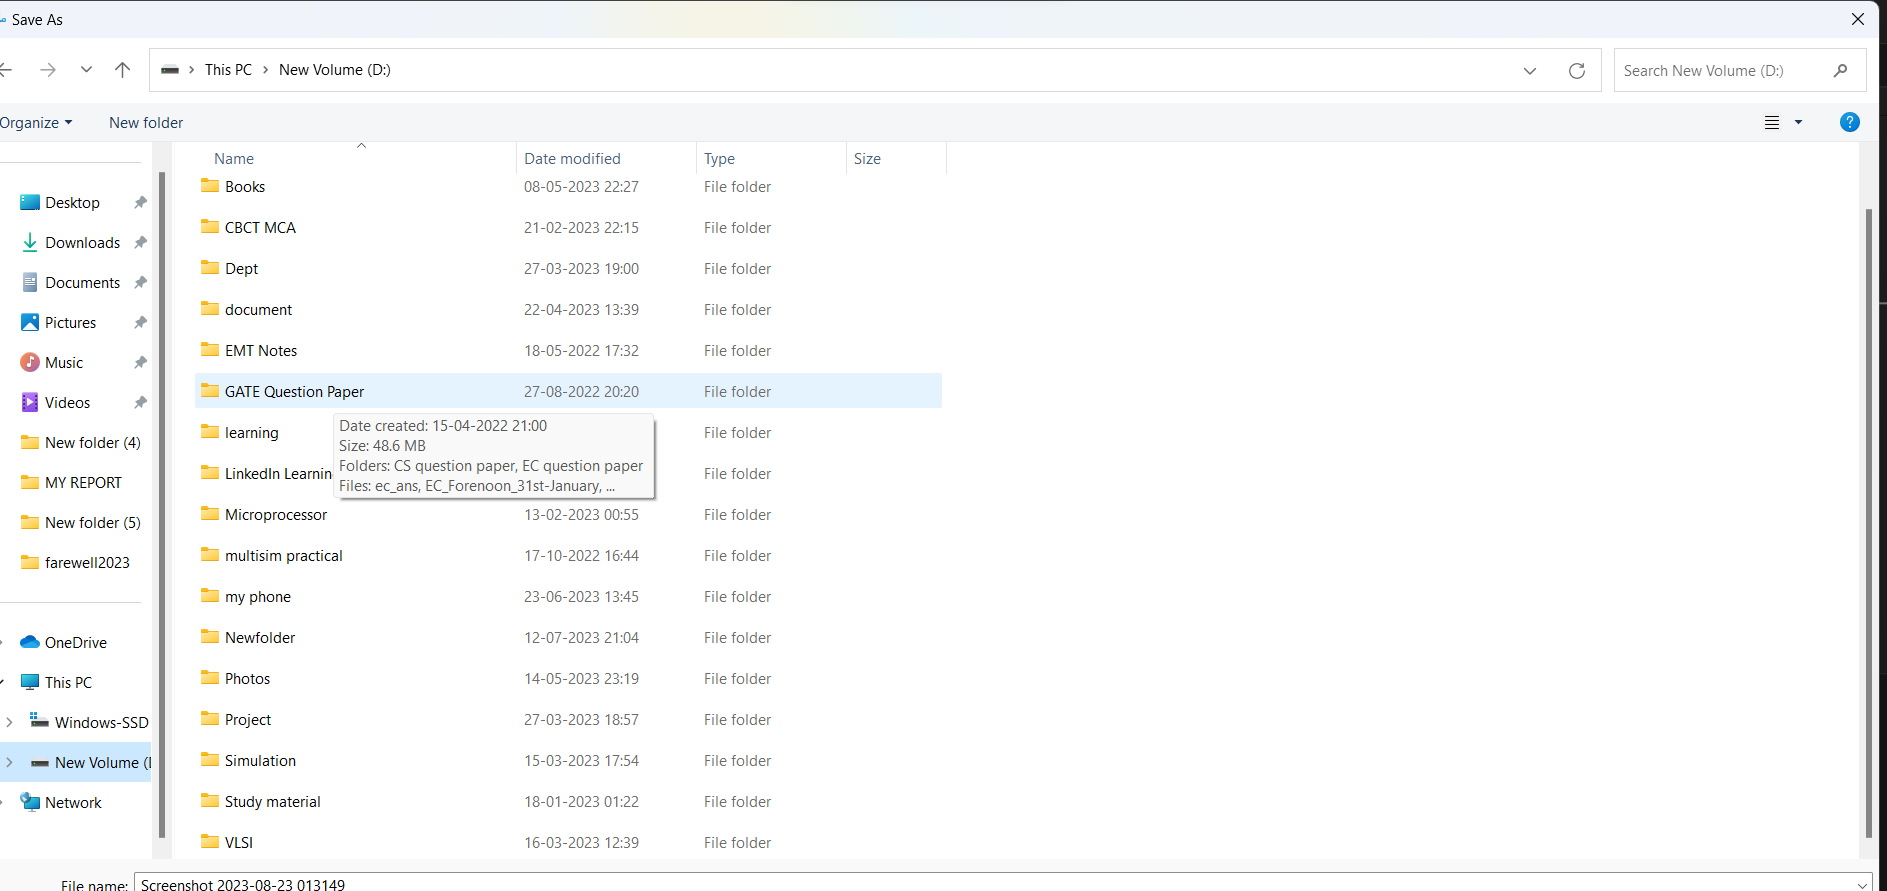 Save As
This PC > New Volume (D:)
Search New Volume (D:)
Organize
New folder
?
Name Date modified Type Size
Desktop
Downloads
Documents
Pictures
Music
Videos
New folder (4)
MY REPORT
New folder (5)
farewell2023
OneDrive
This PC
Windows-SSD
New Volume (
Network
Books 08-05-2023 22:27 File folder
CBCT MCA 21-02-2023 22:15 File folder
Dept 27-03-2023 19:00 File folder
document 22-04-2023 13:39 File folder
EMT Notes 18-05-2022 17:32 File folder
GATE Question Paper 27-08-2022 20:20 File folder
learning File folder
LinkedIn Learnin File folder
Date created: 15-04-2022 21:00
Size: 48.6 MB
Folders: CS question paper, EC question paper
Files: ec_ans, EC_Forenoon_31st-January, ...
Microprocessor 13-02-2023 00:55 File folder
multisim practical 17-10-2022 16:44 File folder
my phone 23-06-2023 13:45 File folder
Newfolder 12-07-2023 21:04 File folder
Photos 14-05-2023 23:19 File folder
Project 27-03-2023 18:57 File folder
Simulation 15-03-2023 17:54 File folder
Study material 18-01-2023 01:22 File folder
VLSI 16-03-2023 12:39 File folder
File name: Screenshot 2023-08-23 013149